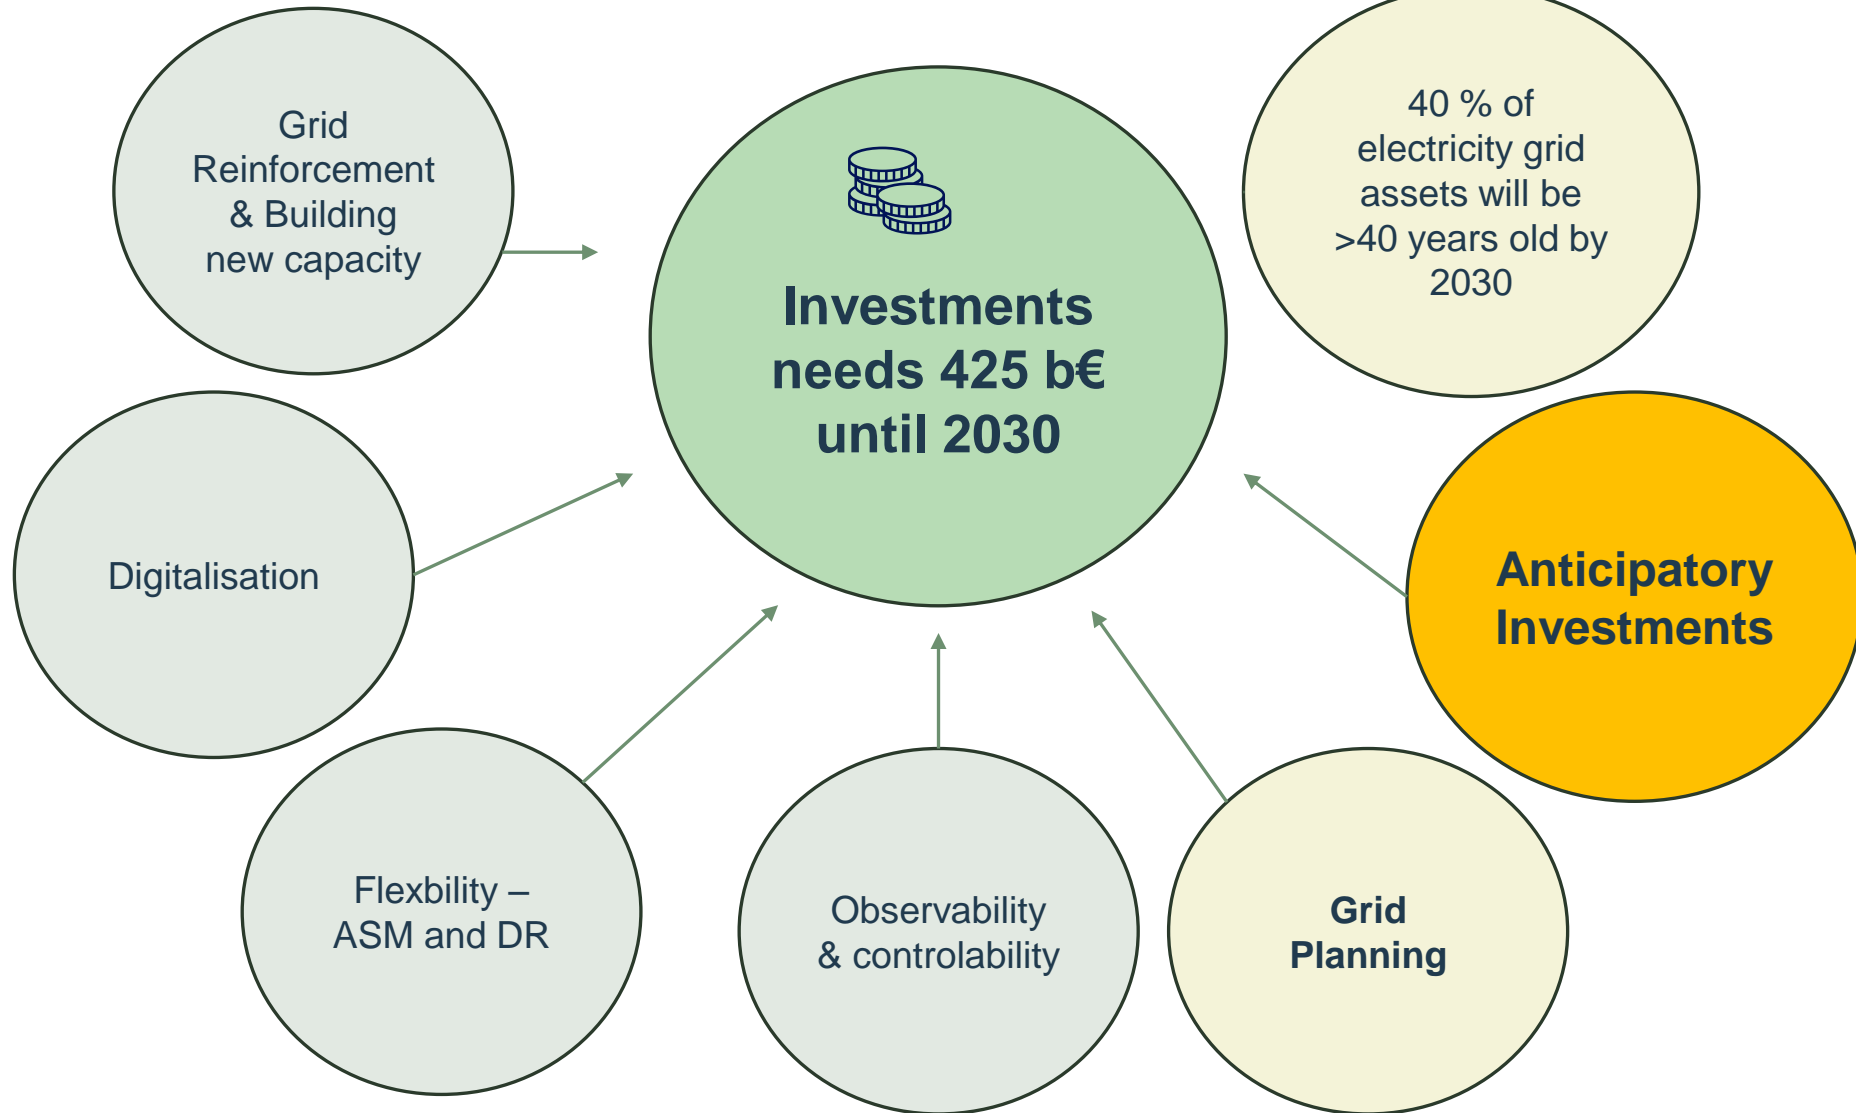 Grid
Reinforcement
& Building
new capacity
Investments
needs 425 b€
until 2030
40 % of
electricity grid
assets will be
>40 years old by
2030
Digitalisation
Anticipatory
Investments
Flexbility –
ASM and DR
Observability
& controlability
Grid
Planning